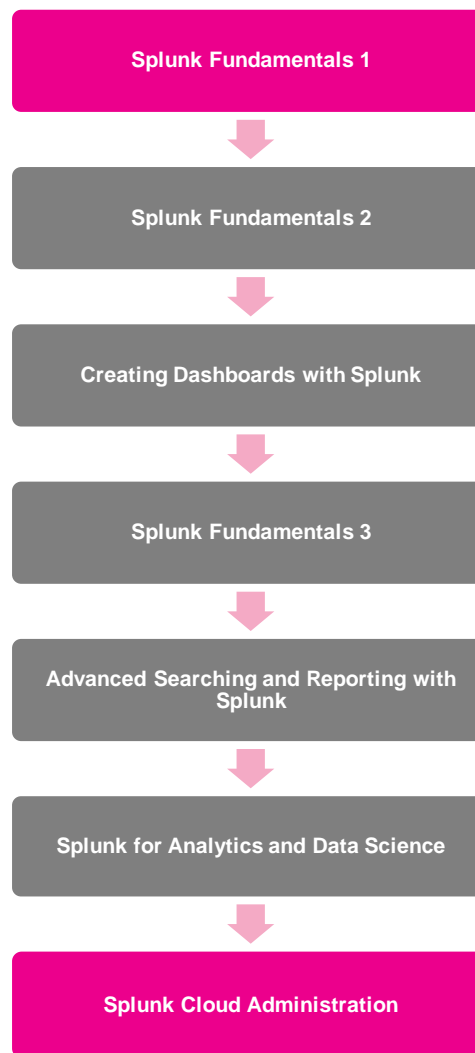 Splunk Fundamentals 1
Splunk Fundamentals 2
Creating Dashboards with Splunk
Splunk Fundamentals 3
Advanced Searching and Reporting with
Splunk
Splunk for Analytics and Data Science
Splunk Cloud Administration